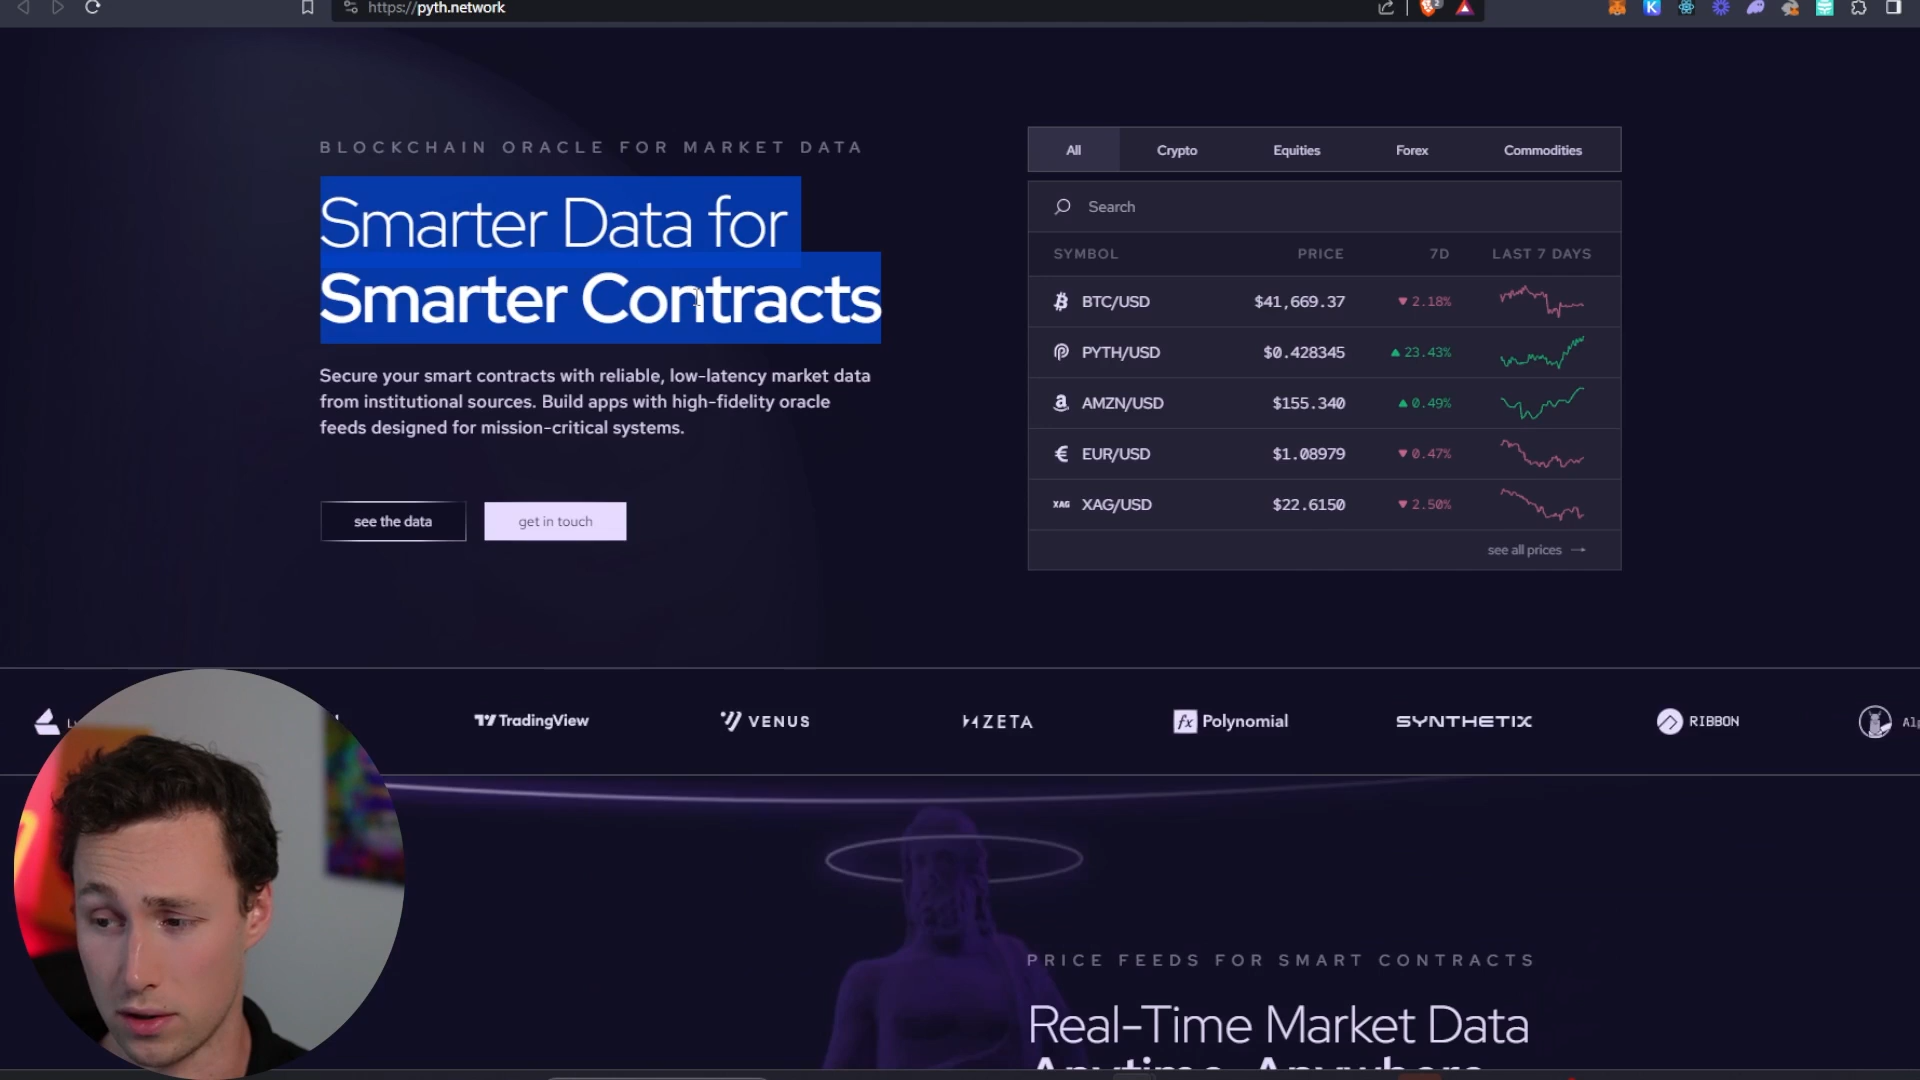 https://pyth.network
BLOCKCHAIN ORACLE FOR MARKET DATA
Smarter Data for
Smarter Contracts
Secure your smart contracts with reliable, low-latency market data
from institutional sources. Build apps with high-fidelity oracle
feeds designed for mission-critical systems.
see the data
get in touch
All Crypto Equities Forex Commodities
Search
SYMBOL PRICE 7D LAST 7 DAYS
BTC/USD $41,669.37 2.18%
PYTH/USD $0.428345 23.43%
AMZN/USD $155.340 0.49%
EUR/USD $1.08979 0.47%
XAG XAG/USD $22.6150 2.50%
see all prices →
TradingView VENUS ZETA fx Polynomial SYNTHETIX RIBBON
PRICE FEEDS FOR SMART CONTRACTS
Real-Time Market Data
Anytime, Anywhere